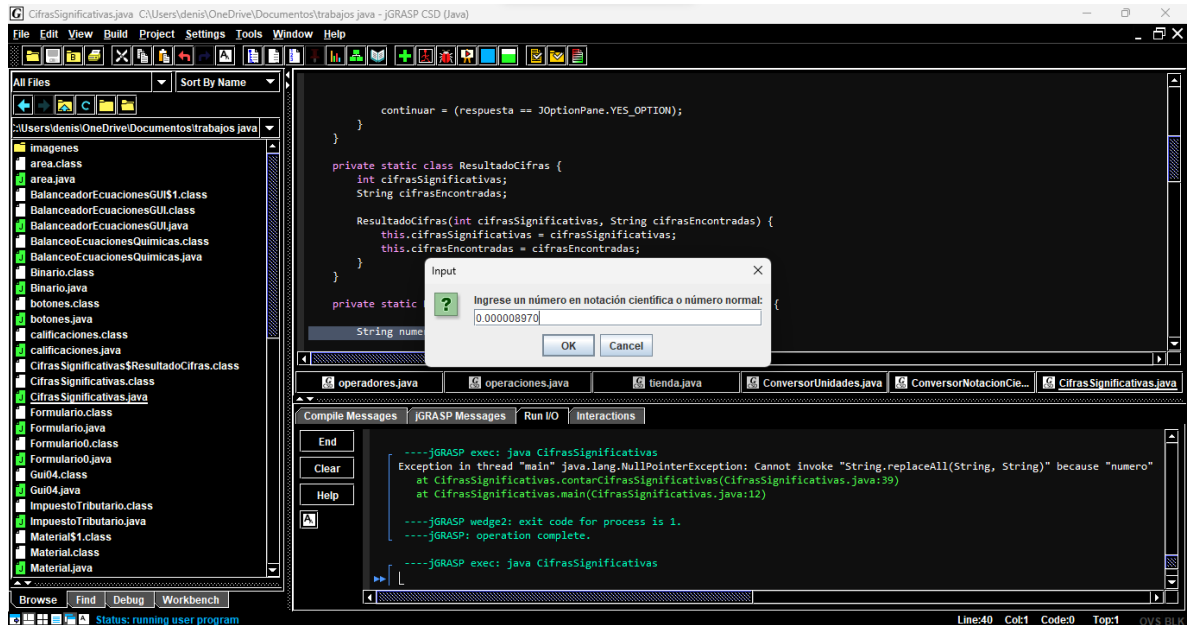 CifrasSignificativas.java C:\Users\denis\OneDrive\Documentos\trabajos java - jGRASP CSD (Java)
File Edit View Build Project Settings Tools Window Help
All Files Sort By Name
:\Users\denis\OneDrive\Documentos\trabajos java
imagenes
area.class
area.java
BalanceadorEcuacionesGUI$1.class
BalanceadorEcuacionesGUI.class
BalanceadorEcuacionesGUI.java
BalanceoEcuacionesQuimicas.class
BalanceoEcuacionesQuimicas.java
Binario.class
Binario.java
botones.class
botones.java
calificaciones.class
calificaciones.java
CifrasSignificativas$ResultadoCifras.class
CifrasSignificativas.class
CifrasSignificativas.java
Formulario.class
Formulario.java
Formulario0.class
Formulario0.java
Gui04.class
Gui04.java
ImpuestoTributario.class
ImpuestoTributario.java
Material$1.class
Material.class
Material.java
Browse Find Debug Workbench
continuar = (respuesta == JOptionPane.YES_OPTION);
}
}
private static class ResultadoCifras {
int cifrasSignificativas;
String cifrasEncontradas;
ResultadoCifras(int cifrasSignificativas, String cifrasEncontradas) {
this.cifrasSignificativas = cifrasSignificativas;
this.cifrasEncontradas = cifrasEncontradas;
}
}
private static {
String nume
Input
Ingrese un número en notación científica o número normal:
0.000008970
OK Cancel
operadores.java operaciones.java tienda.java ConversorUnidades.java ConversorNotacionCie... CifrasSignificativas.java
Compile Messages jGRASP Messages Run I/O Interactions
End
Clear
Help
----jGRASP exec: java CifrasSignificativas
Exception in thread "main" java.lang.NullPointerException: Cannot invoke "String.replaceAll(String, String)" because "numero"
at CifrasSignificativas.contarCifrasSignificativas(CifrasSignificativas.java:39)
at CifrasSignificativas.main(CifrasSignificativas.java:12)
----jGRASP wedge2: exit code for process is 1.
----jGRASP: operation complete.
----jGRASP exec: java CifrasSignificativas
Status: running user program
Line:40 Col:1 Code:0 Top:1 OVS BLK